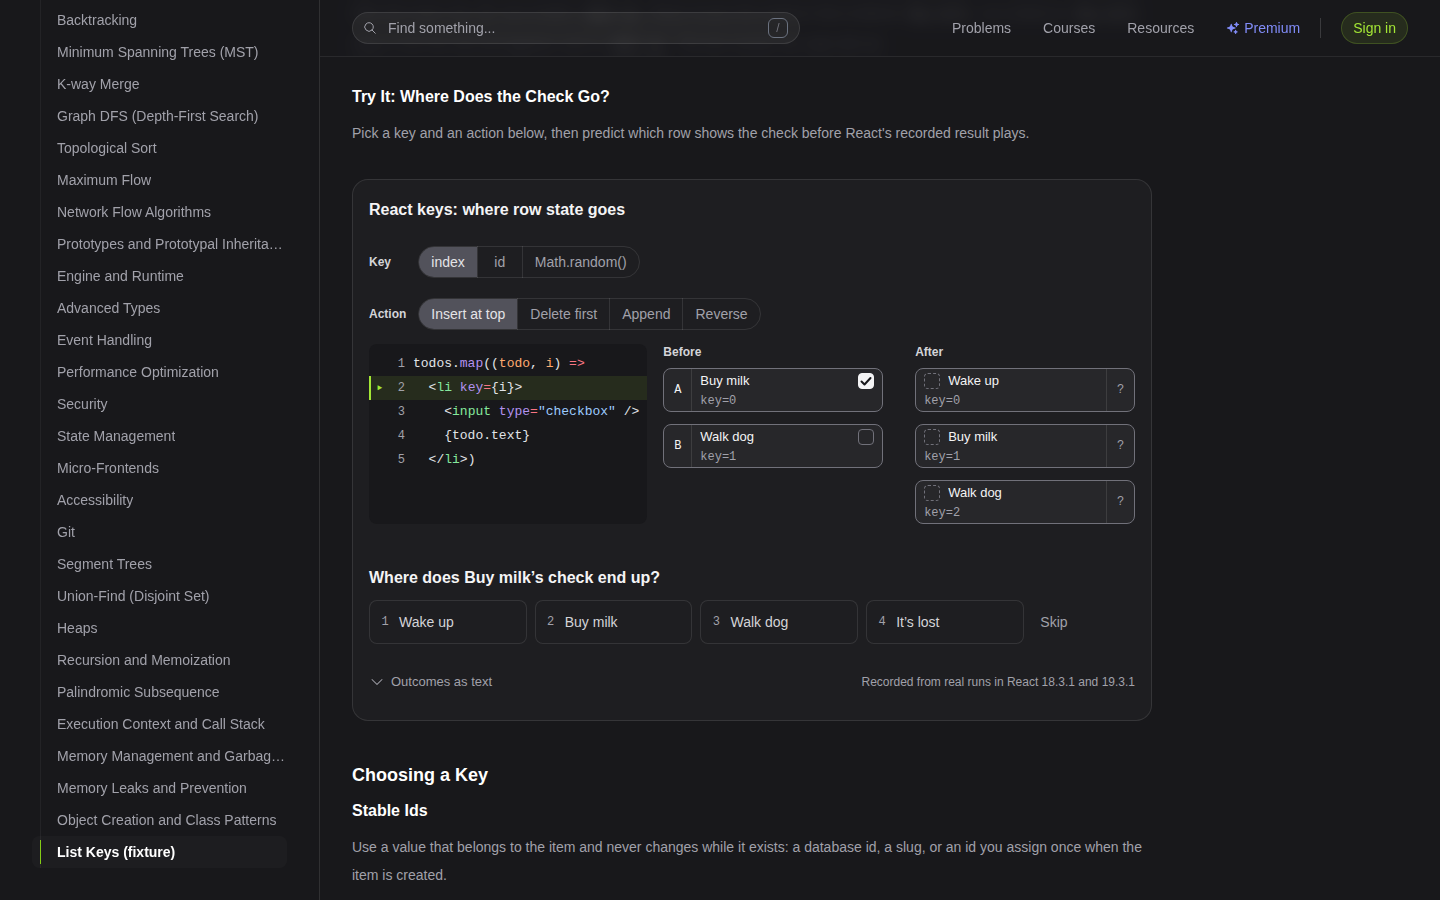 Backtracking
Minimum Spanning Trees (MST)
K-way Merge
Graph DFS (Depth-First Search)
Topological Sort
Maximum Flow
Network Flow Algorithms
Prototypes and Prototypal Inherita…
Engine and Runtime
Advanced Types
Event Handling
Performance Optimization
Security
State Management
Micro-Frontends
Accessibility
Git
Segment Trees
Union-Find (Disjoint Set)
Heaps
Recursion and Memoization
Palindromic Subsequence
Execution Context and Call Stack
Memory Management and Garbag…
Memory Leaks and Prevention
Object Creation and Class Patterns
List Keys (fixture)
Find something... /
Problems Courses Resources Premium Sign in
Try It: Where Does the Check Go?
Pick a key and an action below, then predict which row shows the check before React's recorded result plays.
React keys: where row state goes
Key index id Math.random()
Action Insert at top Delete first Append Reverse
1 todos.map((todo, i) =>
2 <li key={i}>
3 <input type="checkbox" />
4 {todo.text}
5 </li>)
Before
A Buy milk
key=0
B Walk dog
key=1
After
Wake up ?
key=0
Buy milk ?
key=1
Walk dog ?
key=2
Where does Buy milk’s check end up?
1 Wake up 2 Buy milk 3 Walk dog 4 It’s lost Skip
Outcomes as text Recorded from real runs in React 18.3.1 and 19.3.1
Choosing a Key
Stable Ids
Use a value that belongs to the item and never changes while it exists: a database id, a slug, or an id you assign once when the
item is created.